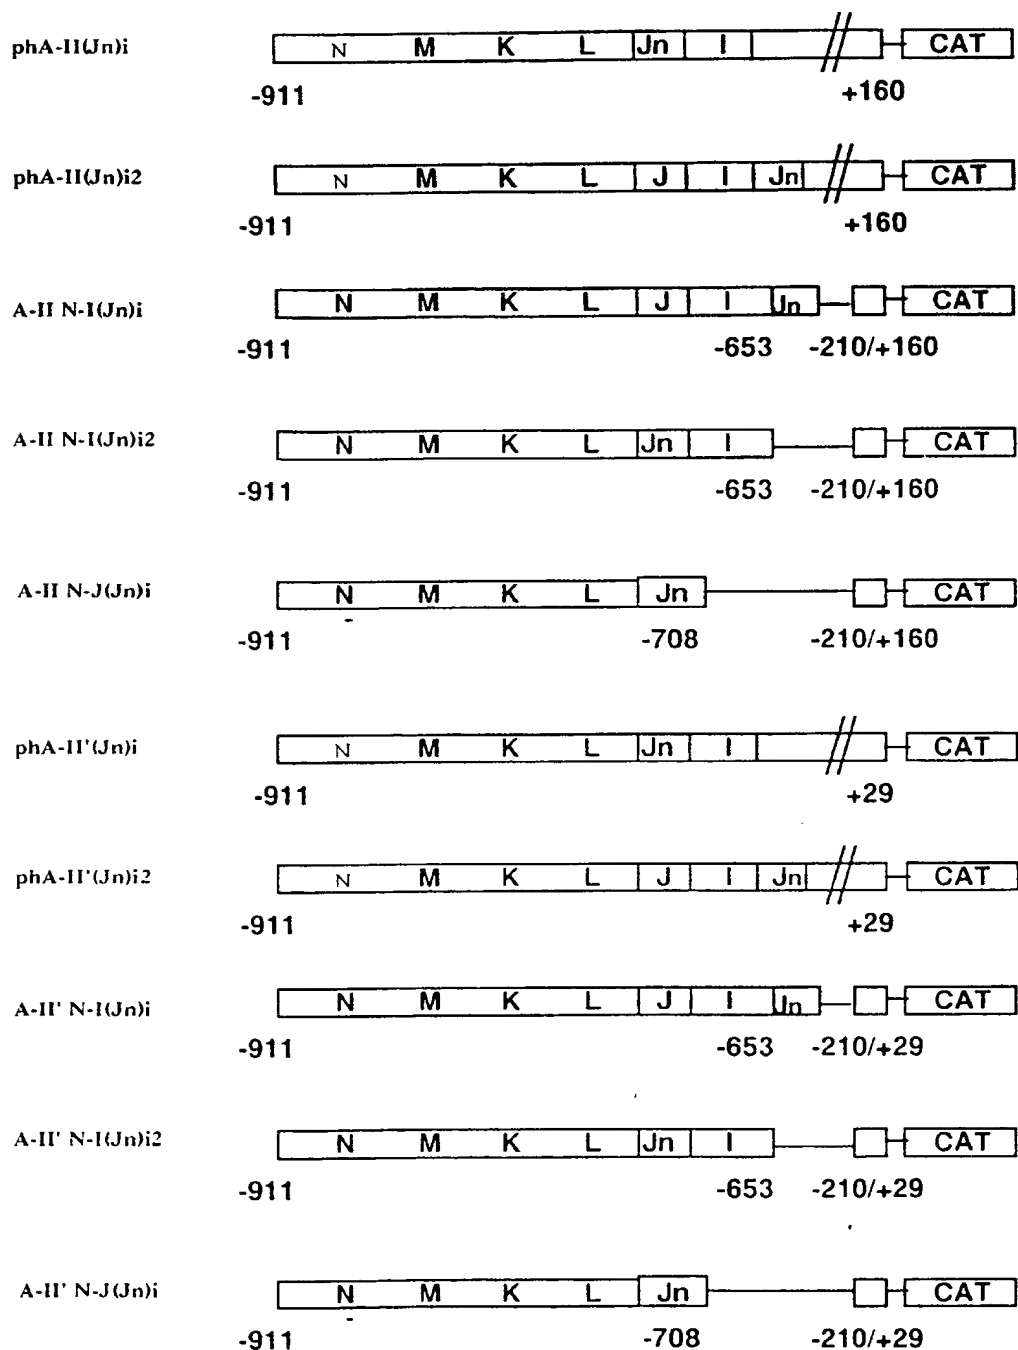 phA-II(Jn)i N M K L Jn I CAT
-911 +160
phA-II(Jn)i2 N M K L J I Jn CAT
-911 +160
A-II N-I(Jn)i N M K L J I Jn CAT
-911 -653 -210/+160
A-II N-I(Jn)i2 N M K L Jn I CAT
-911 -653 -210/+160
A-II N-J(Jn)i N M K L Jn CAT
-911 -708 -210/+160
phA-II'(Jn)i N M K L Jn I CAT
-911 +29
phA-II'(Jn)i2 N M K L J I Jn CAT
-911 +29
A-II' N-I(Jn)i N M K L J I Jn CAT
-911 -653 -210/+29
A-II' N-I(Jn)i2 N M K L Jn I CAT
-911 -653 -210/+29
A-II' N-J(Jn)i N M K L Jn CAT
-911 -708 -210/+29